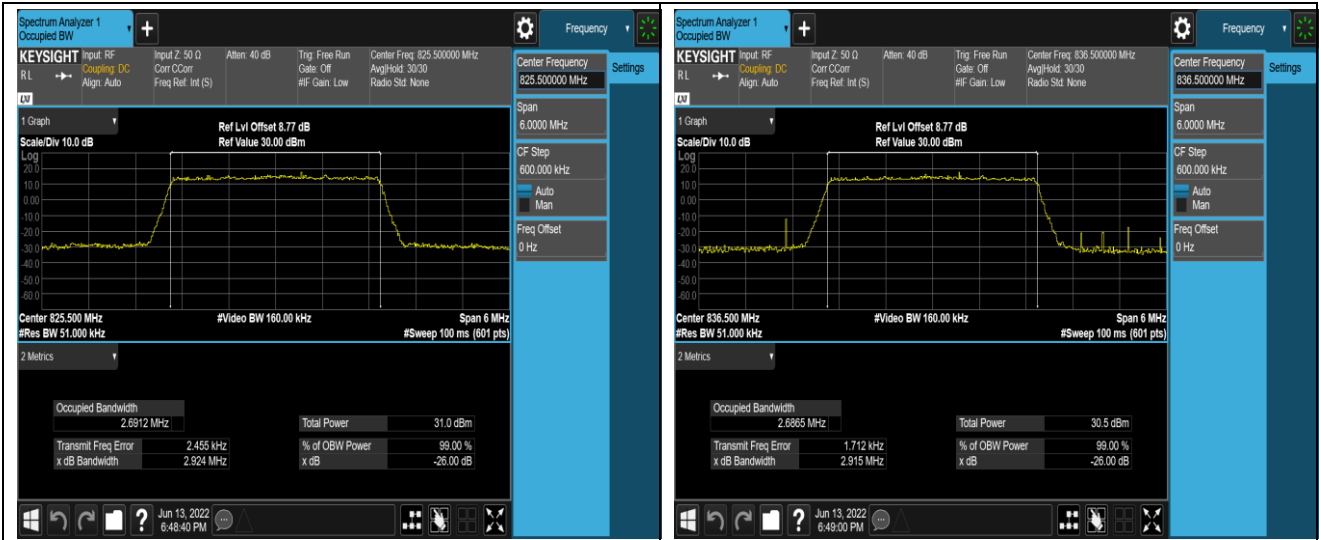 Spectrum Analyzer 1
Occupied BW
+
Frequency
KEYSIGHT Input: RF Input Z: 50 Ω Atten: 40 dB Trig: Free Run Center Freq: 825.500000 MHz
RL Coupling: DC Corr CCorr Gate: Off Avg|Hold: 30/30
Align: Auto Freq Ref: Int (S) #IF Gain: Low Radio Std: None
LXI
Center Frequency
825.500000 MHz
Settings
Span
6.0000 MHz
CF Step
600.000 kHz
Auto
Man
Freq Offset
0 Hz
1 Graph
Ref Lvl Offset 8.77 dB
Scale/Div 10.0 dB Ref Value 30.00 dBm
Log
20.0
10.0
0.00
-10.0
-20.0
-30.0
-40.0
-50.0
-60.0
Center 825.500 MHz #Video BW 160.00 kHz Span 6 MHz
#Res BW 51.000 kHz #Sweep 100 ms (601 pts)
2 Metrics
Occupied Bandwidth
2.6912 MHz Total Power 31.0 dBm
Transmit Freq Error 2.455 kHz % of OBW Power 99.00 %
x dB Bandwidth 2.924 MHz x dB -26.00 dB
?
Jun 13, 2022
6:48:40 PM
Spectrum Analyzer 1
Occupied BW
+
Frequency
KEYSIGHT Input: RF Input Z: 50 Ω Atten: 40 dB Trig: Free Run Center Freq: 836.500000 MHz
RL Coupling: DC Corr CCorr Gate: Off Avg|Hold: 30/30
Align: Auto Freq Ref: Int (S) #IF Gain: Low Radio Std: None
LXI
Center Frequency
836.500000 MHz
Settings
Span
6.0000 MHz
CF Step
600.000 kHz
Auto
Man
Freq Offset
0 Hz
1 Graph
Ref Lvl Offset 8.77 dB
Scale/Div 10.0 dB Ref Value 30.00 dBm
Log
20.0
10.0
0.00
-10.0
-20.0
-30.0
-40.0
-50.0
-60.0
Center 836.500 MHz #Video BW 160.00 kHz Span 6 MHz
#Res BW 51.000 kHz #Sweep 100 ms (601 pts)
2 Metrics
Occupied Bandwidth
2.6865 MHz Total Power 30.5 dBm
Transmit Freq Error 1.712 kHz % of OBW Power 99.00 %
x dB Bandwidth 2.915 MHz x dB -26.00 dB
?
Jun 13, 2022
6:49:00 PM